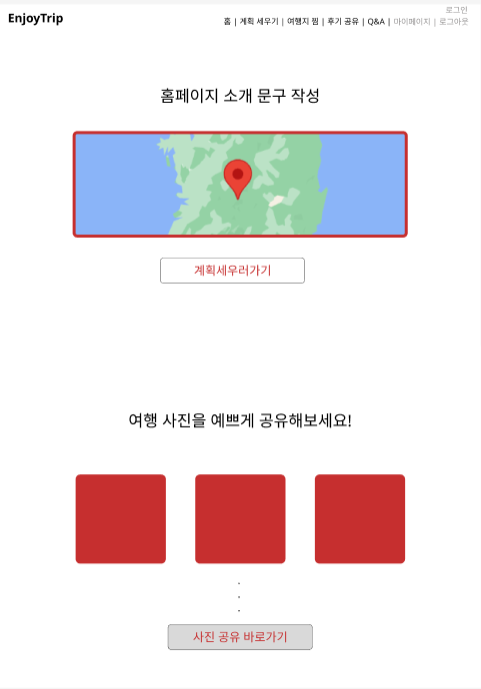 로그인
EnjoyTrip
홈 | 계획 세우기 | 여행지 찜 | 후기 공유 | Q&A | 마이페이지 | 로그아웃
홈페이지 소개 문구 작성
계획세우러가기
여행 사진을 예쁘게 공유해보세요!
.
.
.
사진 공유 바로가기